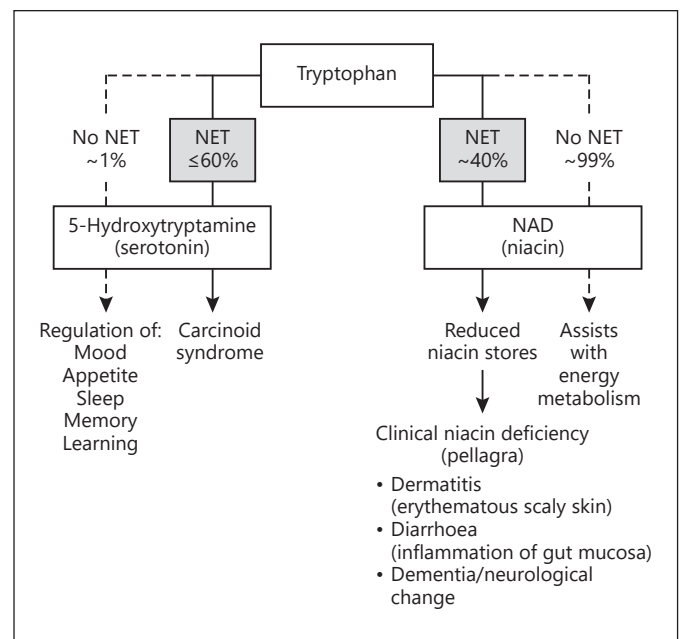 Tryptophan
No NET
~1%
NET
≤60%
NET
~40%
No NET
~99%
5-Hydroxytryptamine
(serotonin)
NAD
(niacin)
Regulation of:
Mood
Appetite
Sleep
Memory
Learning
Carcinoid
syndrome
Reduced
niacin stores
Assists
with
energy
metabolism
Clinical niacin deficiency
(pellagra)
• Dermatitis
(erythematous scaly skin)
• Diarrhoea
(inflammation of gut mucosa)
• Dementia/neurological
change